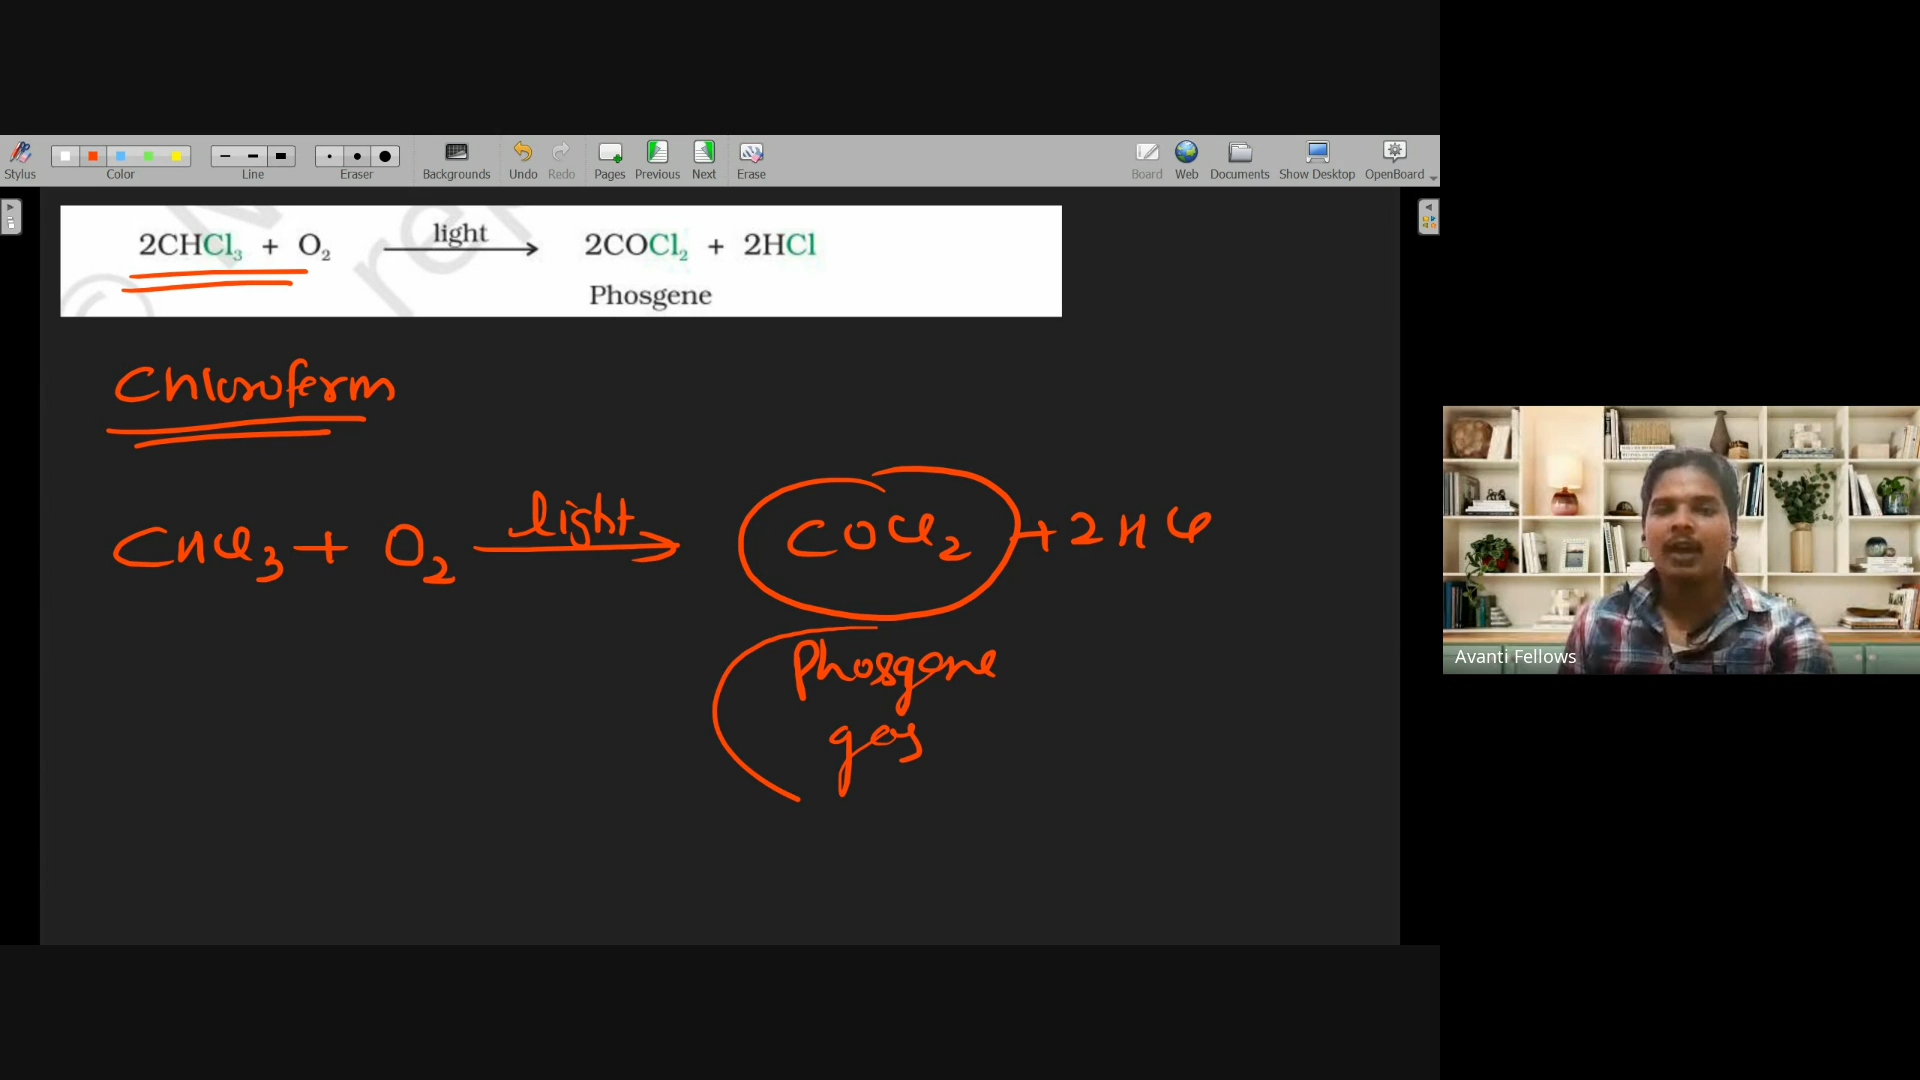 Stylus Color Line Eraser Backgrounds Undo Redo Pages Previous Next Erase Board Web Documents Show Desktop OpenBoard
2CHCl₃ + O₂ light 2COCl₂ + 2HCl
Phosgene
Chloroferm
CHCl₃ + O₂ light COCl₂ + 2HCl
Phosgene
gas
Avanti Fellows